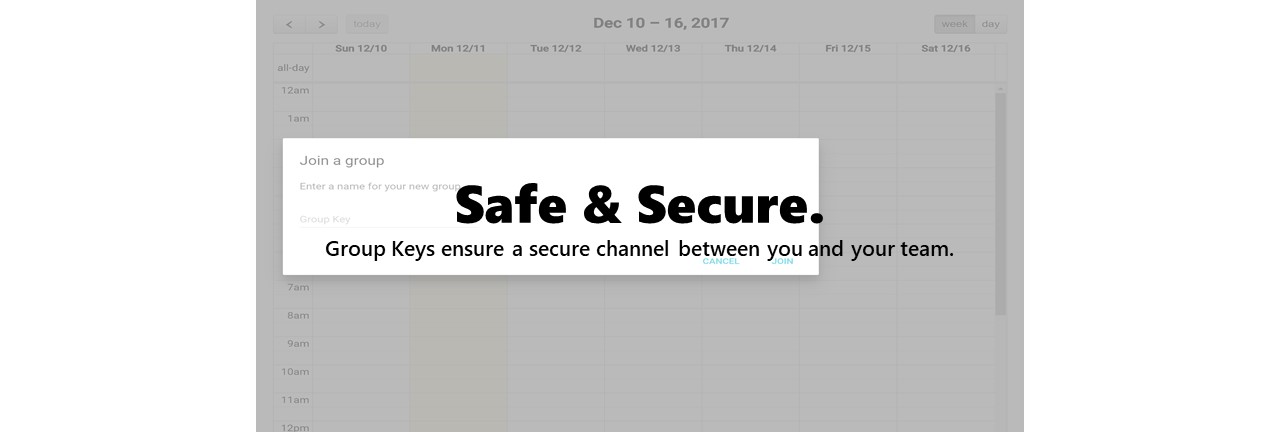 < > today Dec 10 – 16, 2017 week day
Sun 12/10 Mon 12/11 Tue 12/12 Wed 12/13 Thu 12/14 Fri 12/15 Sat 12/16
all-day
12am
1am
Join a group
Enter a name for your new group
Safe & Secure.
Group Key
Group Keys ensure a secure channel between you and your team.
CANCEL JOIN
7am
8am
9am
10am
11am
12pm